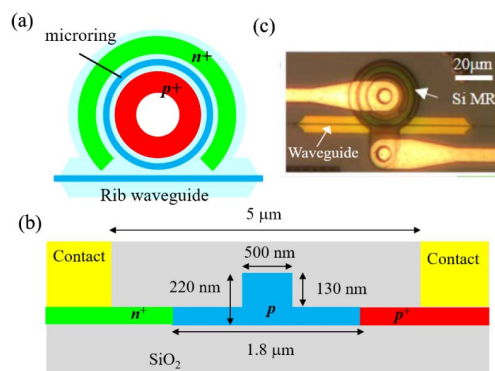 (a)
microring
n+
p+
Rib waveguide
(c)
20μm
Si MR
Waveguide
(b)
5 μm
Contact
500 nm
Contact
220 nm
130 nm
n+
p
p+
1.8 μm
SiO2